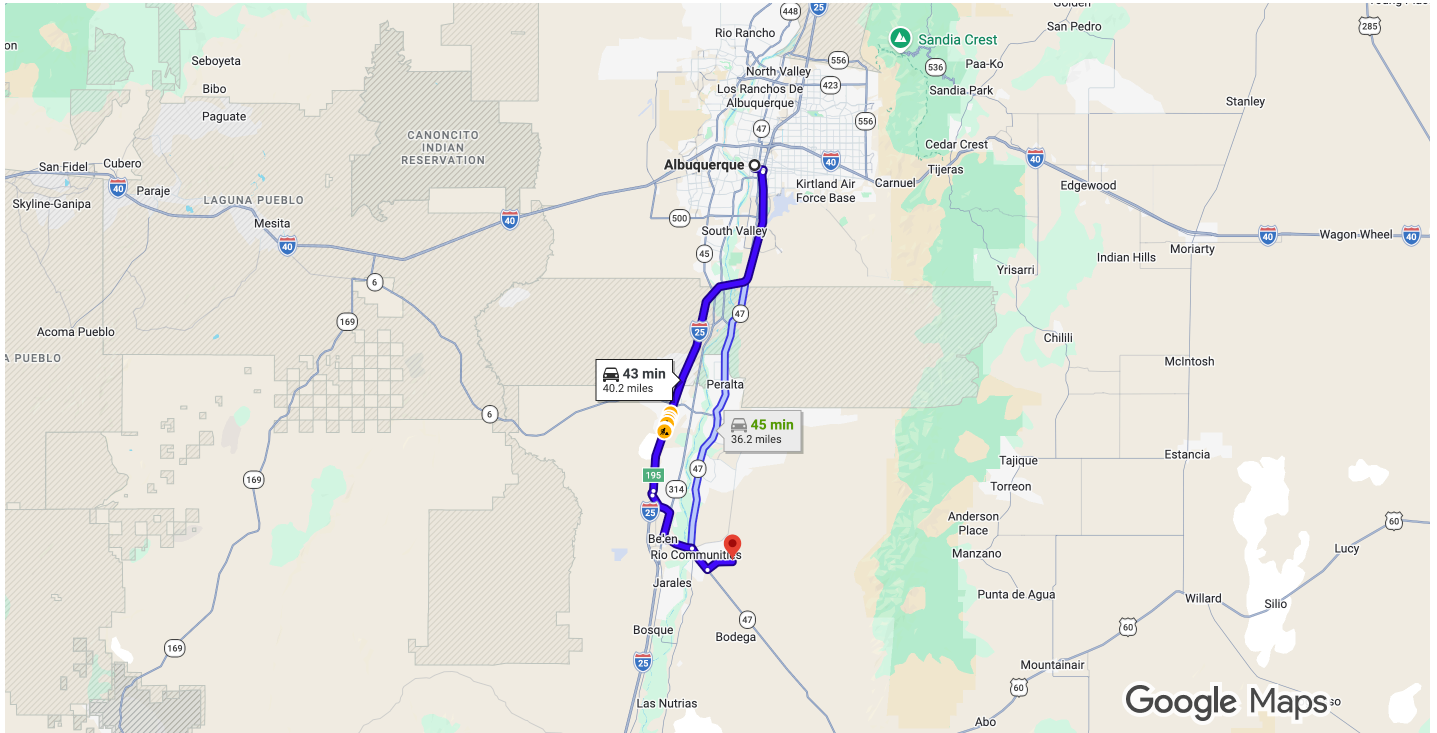 Golden
448
25
285
Rio Rancho
San Pedro
Sandia Crest
on
Seboyeta
556
536
Paa-Ko
North Valley
Bibo
423
Los Ranchos De
Albuquerque
Sandia Park
Stanley
Paguate
556
47
CANONCITO
INDIAN
RESERVATION
Cedar Crest
San Fidel
Cubero
Albuquerque
40
40
Tijeras
40
Paraje
Carnuel
Edgewood
Kirtland Air
Force Base
Skyline-Ganipa
LAGUNA PUEBLO
500
40
Mesita
South Valley
40
Wagon Wheel
40
40
Moriarty
45
Indian Hills
Yrisarri
6
47
169
25
Acoma Pueblo
Chilili
A PUEBLO
McIntosh
43 min
40.2 miles
Peralta
6
45 min
36.2 miles
Estancia
Tajique
47
195
169
314
Torreon
25
Anderson
Place
60
Belen
Rio Communities
Manzano
Lucy
Jarales
Punta de Agua
Willard
Silio
47
60
Bosque
Bodega
169
25
Mountainair
60
Las Nutrias
Abo
Google Maps
so